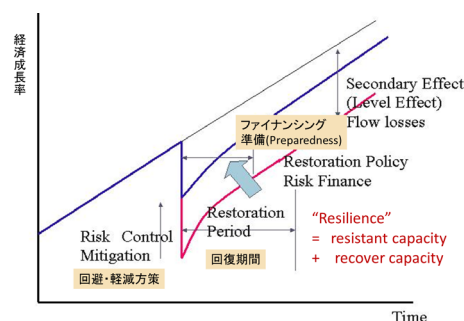 経済成長率
Secondary Effect
(Level Effect)
Flow losses
ファイナンシング
準備(Preparedness)
Restoration Policy
Risk Finance
Restoration
Period
Risk Control
Mitigation
回避・軽減方策
回復期間
“Resilience”
= resistant capacity
+ recover capacity
Time